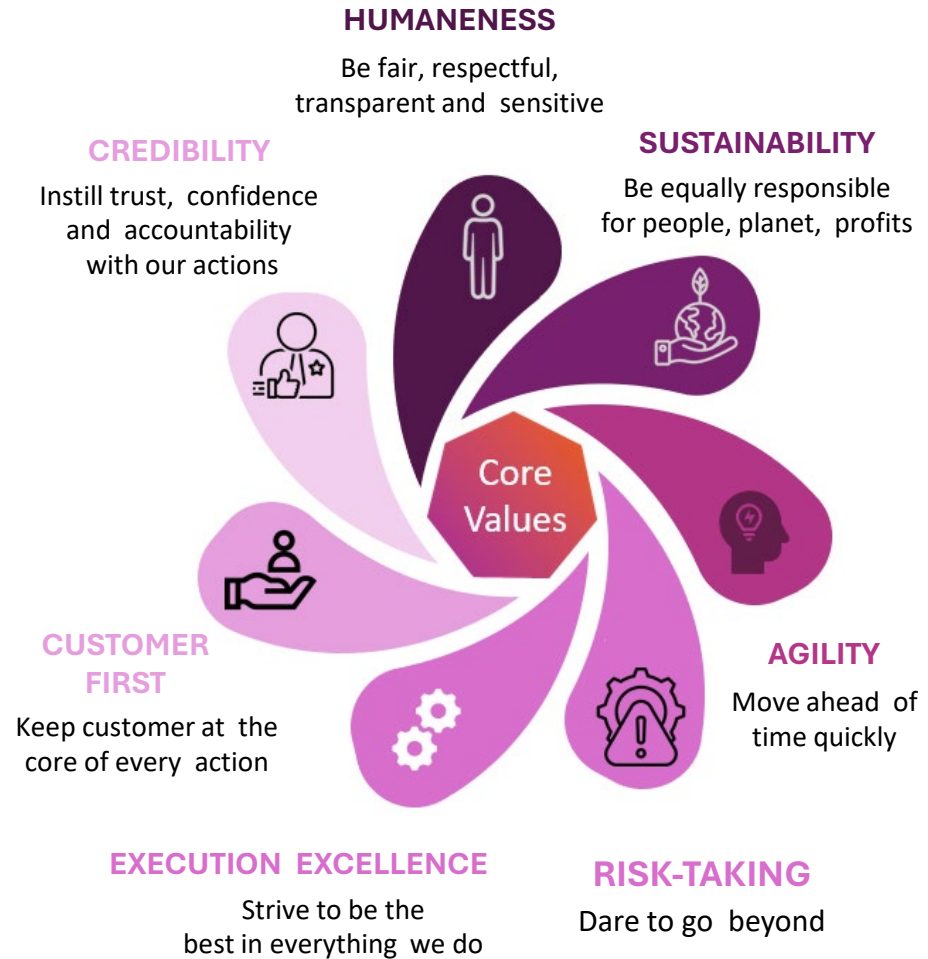 HUMANENESS
Be fair, respectful,
transparent and sensitive
SUSTAINABILITY
Be equally responsible
for people, planet, profits
AGILITY
Move ahead of
time quickly
RISK-TAKING
Dare to go beyond
EXECUTION EXCELLENCE
Strive to be the
best in everything we do
CUSTOMER
FIRST
Keep customer at the
core of every action
CREDIBILITY
Instill trust, confidence
and accountability
with our actions
Core
Values